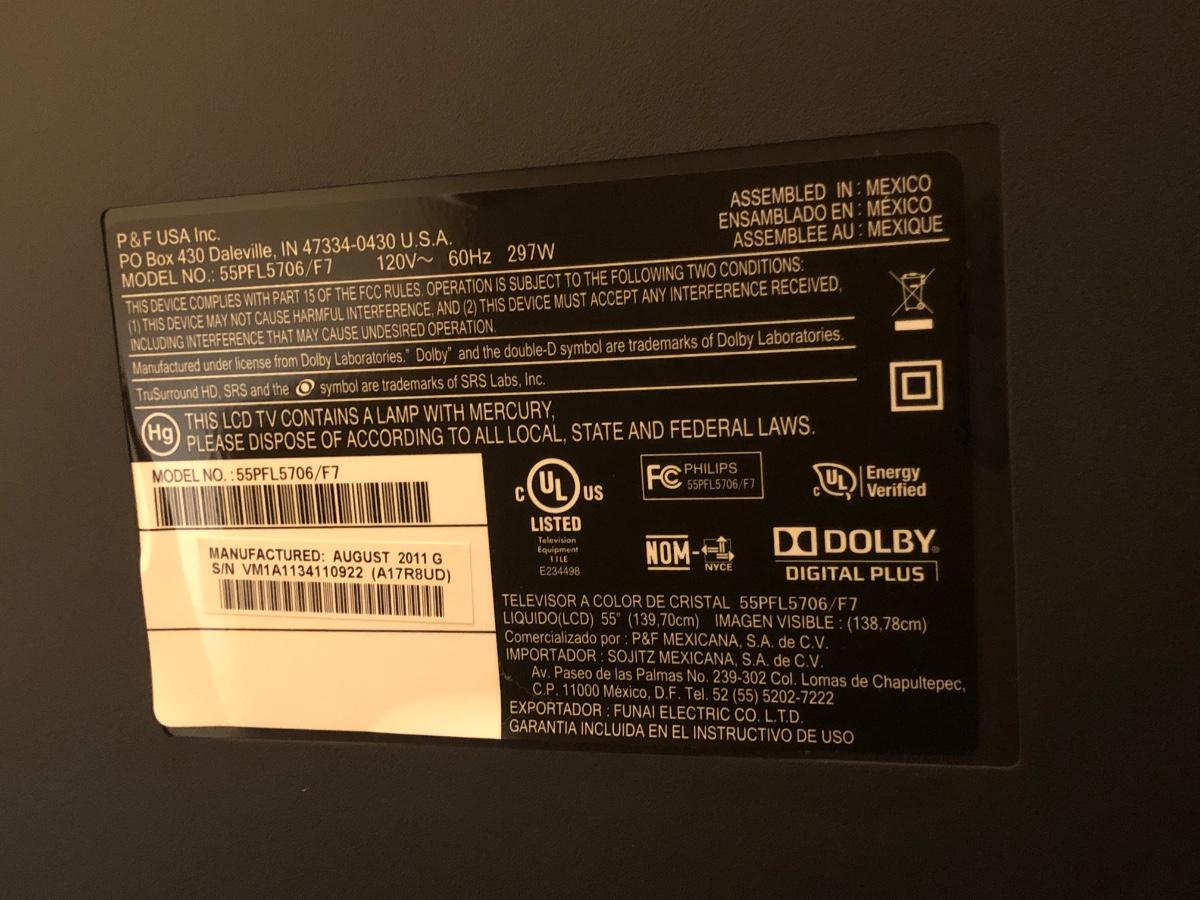 P&F USA Inc.
PO Box 430 Daleville, IN 47334-0430 U.S.A.
MODEL NO.: 55PFL5706/F7 120V~ 60Hz 297W
ASSEMBLED IN : MEXICO
ENSAMBLADO EN : MÉXICO
ASSEMBLEE AU : MEXIQUE
THIS DEVICE COMPLIES WITH PART 15 OF THE FCC RULES. OPERATION IS SUBJECT TO THE FOLLOWING TWO CONDITIONS:
(1) THIS DEVICE MAY NOT CAUSE HARMFUL INTERFERENCE, AND (2) THIS DEVICE MUST ACCEPT ANY INTERFERENCE RECEIVED,
INCLUDING INTERFERENCE THAT MAY CAUSE UNDESIRED OPERATION.
Manufactured under license from Dolby Laboratories." Dolby" and the double-D symbol are trademarks of Dolby Laboratories.
TruSurround HD, SRS and the symbol are trademarks of SRS Labs, Inc.
Hg THIS LCD TV CONTAINS A LAMP WITH MERCURY,
PLEASE DISPOSE OF ACCORDING TO ALL LOCAL, STATE AND FEDERAL LAWS.
MODEL NO. : 55PFL5706/F7
MANUFACTURED: AUGUST 2011 G
S/N VM1A1134110922 (A17R8UD)
C UL US
LISTED
Television
Equipment
11LE
E234498
FC PHILIPS
55PFL5706/F7
C UL Energy
Verified
NOM-NYCE
DOLBY
DIGITAL PLUS
TELEVISOR A COLOR DE CRISTAL 55PFL5706/F7
LIQUIDO(LCD) 55" (139,70cm) IMAGEN VISIBLE : (138,78cm)
Comercializado por : P&F MEXICANA, S.A. de C.V.
IMPORTADOR : SOJITZ MEXICANA, S.A. de C.V.
Av. Paseo de las Palmas No. 239-302 Col. Lomas de Chapultepec,
C.P. 11000 México, D.F. Tel. 52 (55) 5202-7222
EXPORTADOR : FUNAI ELECTRIC CO. L.T.D.
GARANTIA INCLUIDA EN EL INSTRUCTIVO DE USO